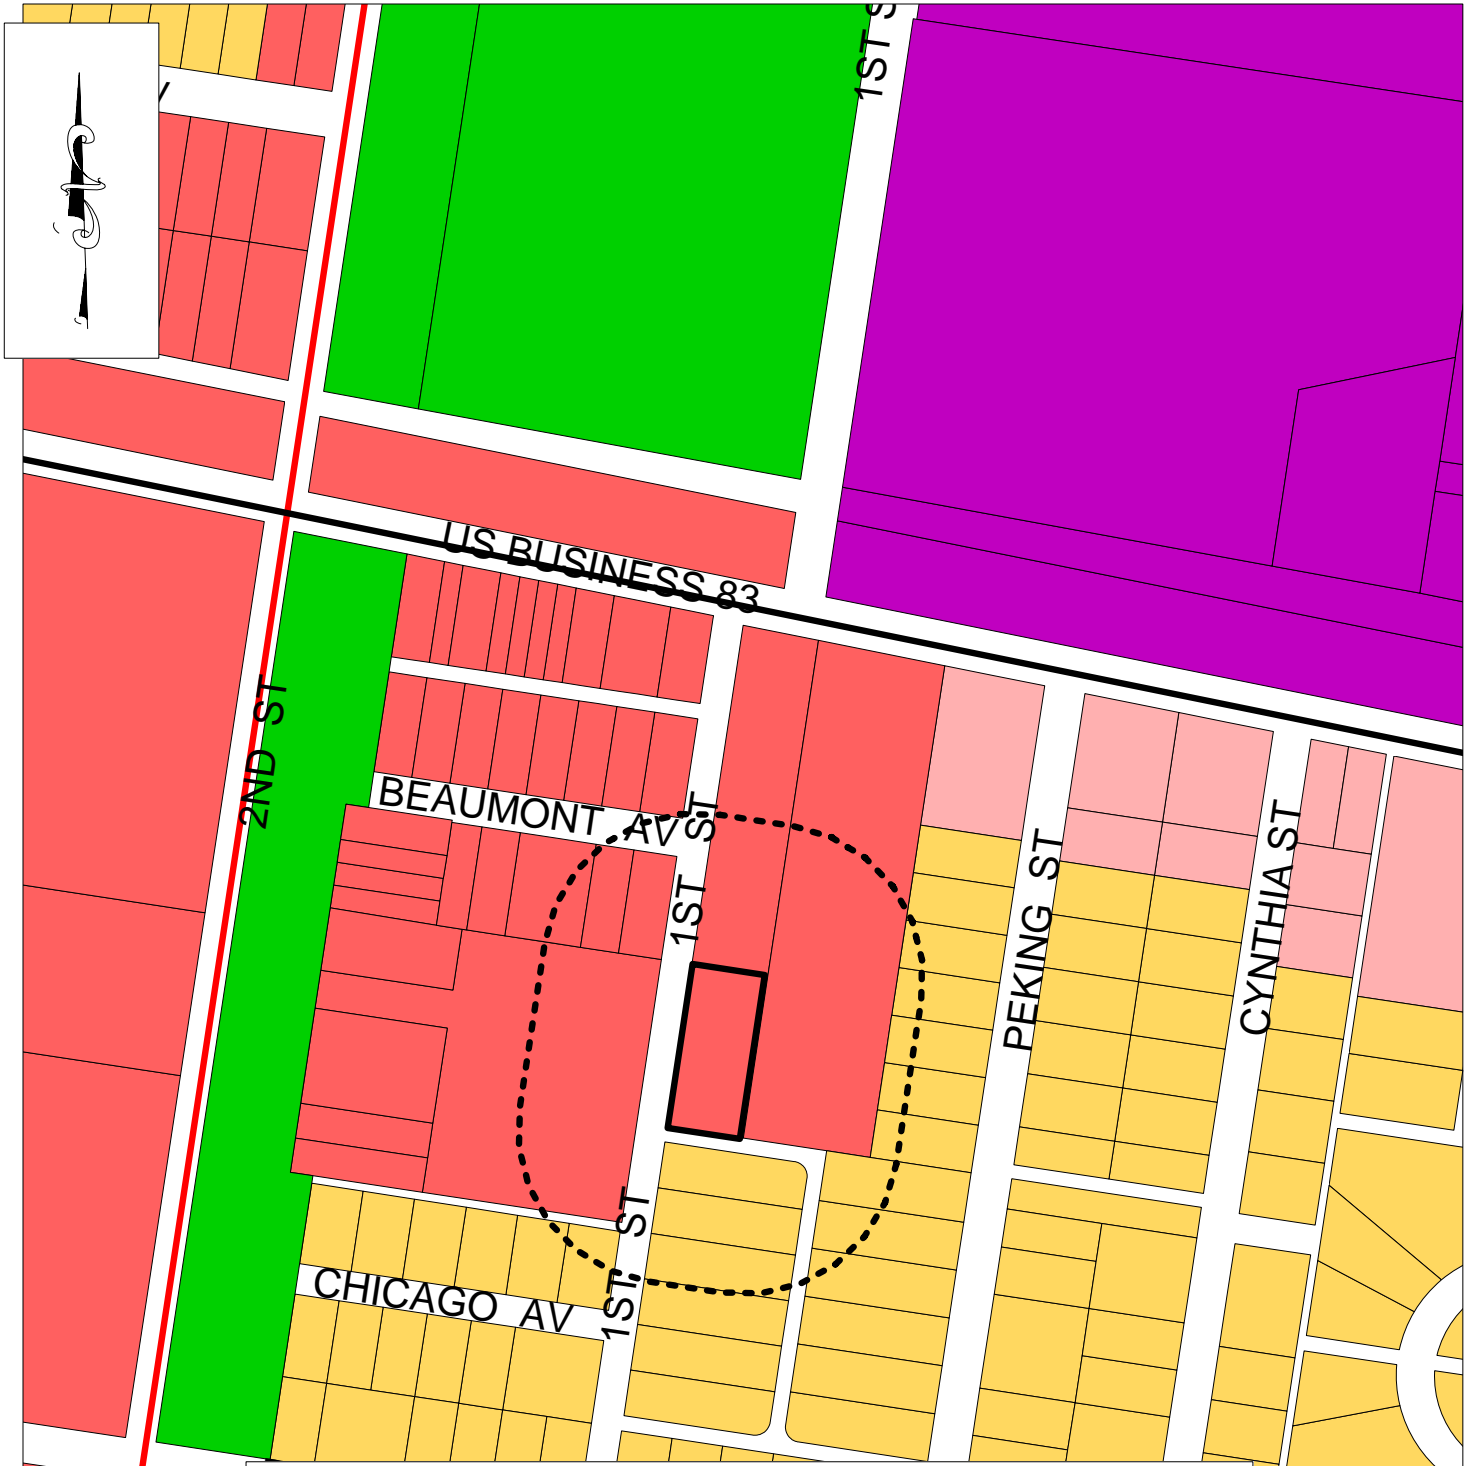 1ST S
V
US BUSINESS 83
2ND ST
BEAUMONT AV
1ST ST
PEKING ST
CYNTHIA ST
1ST ST
CHICAGO AV